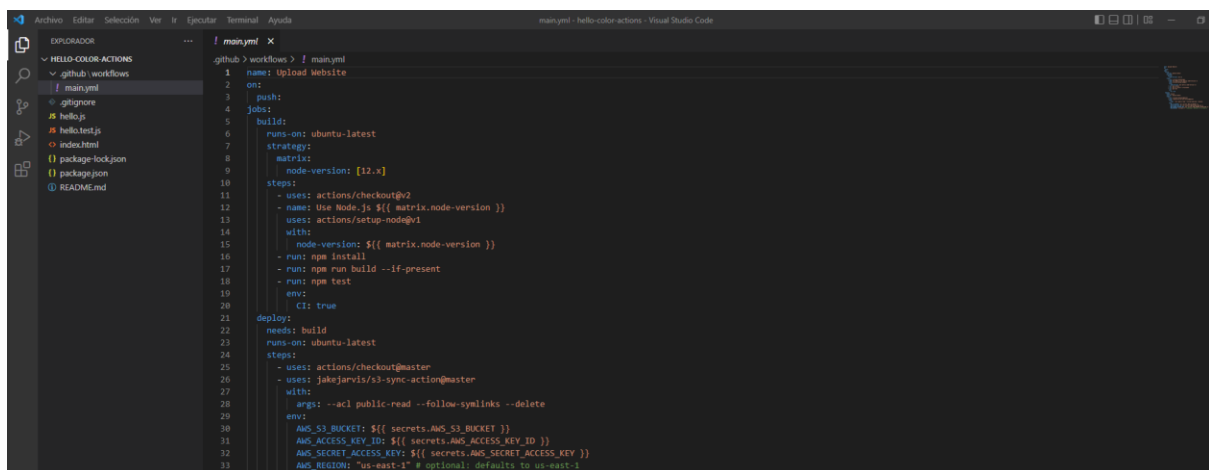 Archivo Editar Selección Ver Ir Ejecutar Terminal Ayuda
main.yml - hello-color-actions - Visual Studio Code
EXPLORADOR ...
HELLO-COLOR-ACTIONS
.github \ workflows
! main.yml
.gitignore
JS hello.js
JS hello.test.js
<> index.html
{} package-lock.json
{} package.json
README.md
! main.yml ×
.github > workflows > ! main.yml
1 name: Upload Website
2 on:
3 push:
4 jobs:
5 build:
6 runs-on: ubuntu-latest
7 strategy:
8 matrix:
9 node-version: [12.x]
10 steps:
11 - uses: actions/checkout@v2
12 - name: Use Node.js ${{ matrix.node-version }}
13 uses: actions/setup-node@v1
14 with:
15 node-version: ${{ matrix.node-version }}
16 - run: npm install
17 - run: npm run build --if-present
18 - run: npm test
19 env:
20 CI: true
21 deploy:
22 needs: build
23 runs-on: ubuntu-latest
24 steps:
25 - uses: actions/checkout@master
26 - uses: jakejarvis/s3-sync-action@master
27 with:
28 args: --acl public-read --follow-symlinks --delete
29 env:
30 AWS_S3_BUCKET: ${{ secrets.AWS_S3_BUCKET }}
31 AWS_ACCESS_KEY_ID: ${{ secrets.AWS_ACCESS_KEY_ID }}
32 AWS_SECRET_ACCESS_KEY: ${{ secrets.AWS_SECRET_ACCESS_KEY }}
33 AWS_REGION: "us-east-1" # optional: defaults to us-east-1